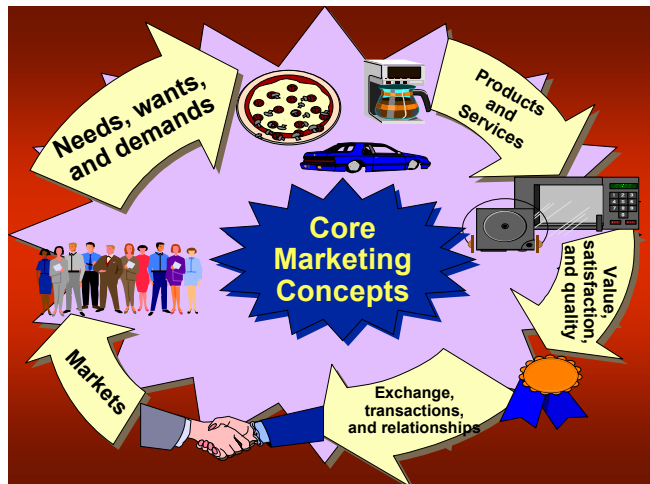 Needs, wants,
and demands
Products
and
Services
Core
Marketing
Concepts
Value,
satisfaction,
and quality
Exchange,
transactions,
and relationships
Markets